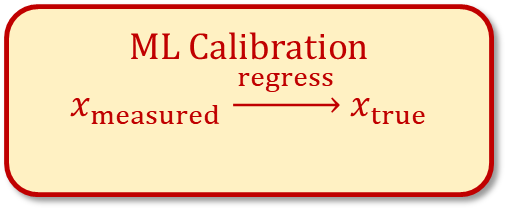 ML Calibration
regress
x_measured → x_true